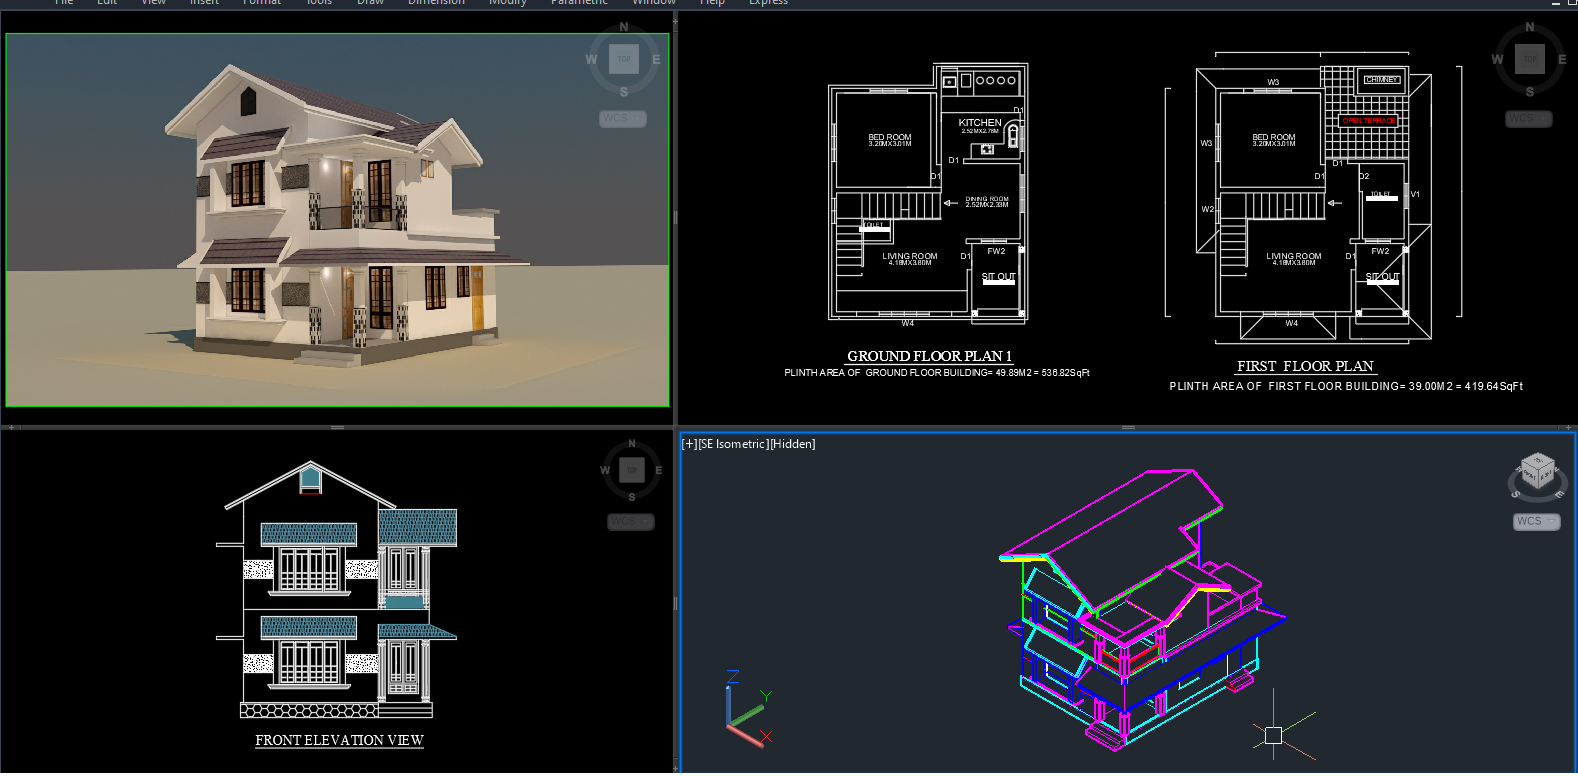 File Edit View Insert Format Tools Draw Dimension Modify Parametric Window Help Express
N
W TOP E
S
WCS
BED ROOM
3.20MX3.01M
KITCHEN
2.52MX2.78M
D1
D1
D1
DINING ROOM
2.52MX2.33M
TOILET
LIVING ROOM
4.18MX3.80M
D1
FW2
SIT OUT
W4
GROUND FLOOR PLAN 1
PLINTH AREA OF GROUND FLOOR BUILDING= 49.89M2 = 536.82SqFt
N
W TOP E
S
WCS
W3
CHIMNEY
OPEN TERRACE
BED ROOM
3.20MX3.01M
W3
D1
D1
D2
TOILET
V1
W2
LIVING ROOM
4.18MX3.80M
D1
FW2
SIT OUT
W4
FIRST FLOOR PLAN
PLINTH AREA OF FIRST FLOOR BUILDING= 39.00M2 = 419.64SqFt
N
W TOP E
S
WCS
FRONT ELEVATION VIEW
[+][SE Isometric][Hidden]
S E
WCS
Z
Y
X